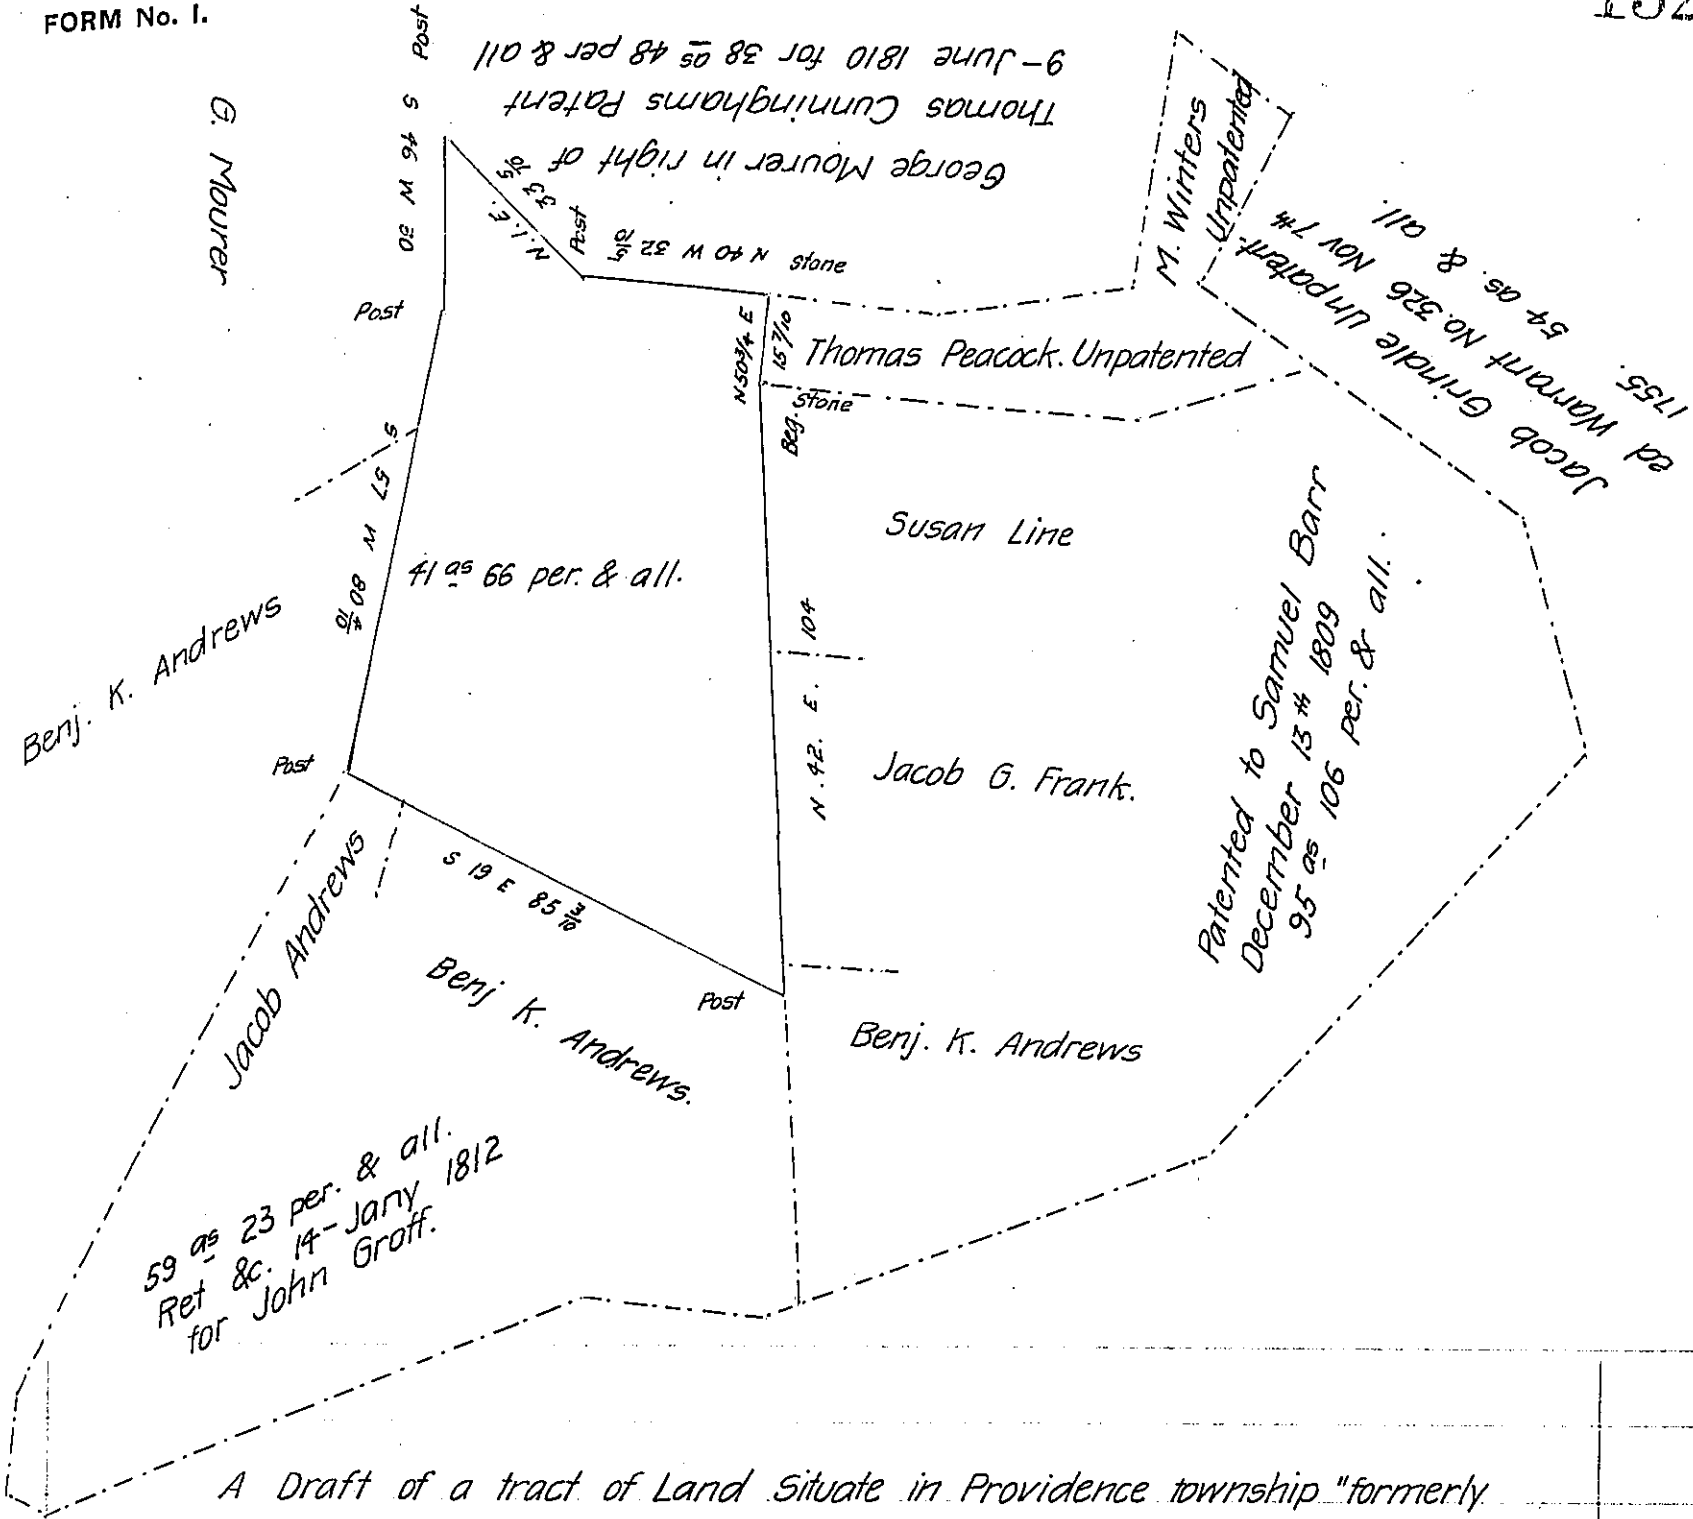 FORM No. 1.
Post
S 46 W 30
G. Mourer
George Mourer in right of
Thomas Cunninghams Patent
9 - June 1810 for 38 as 48 per & all
N. 1. E.
33 5/10
Post
N 40 W 32 5/10
Stone
M. Winters
Unpatented
Jacob Grindle Unpatent.
ed Warrant No. 326 Nov 7th
1755. 54 as. & all.
Post
N 50 3/4 E
15 7/10
Thomas Peacock. Unpatented
Beg. Stone
S. 57 W 80 4/10
Benj. K. Andrews
41 as 66 per. & all.
Susan Line
N. 42. E. 104
Jacob G. Frank.
Patented to Samuel Barr
December 13th 1809
95 as 106 per. & all.
Post
S 19 E 85 3/10
Jacob Andrews
Benj K. Andrews.
Post
Benj. K. Andrews
59 as 23 per. & all.
Ret &c. 14 - Jany 1812
for John Groff.
A Draft of a tract of Land Situate in Providence township "formerly